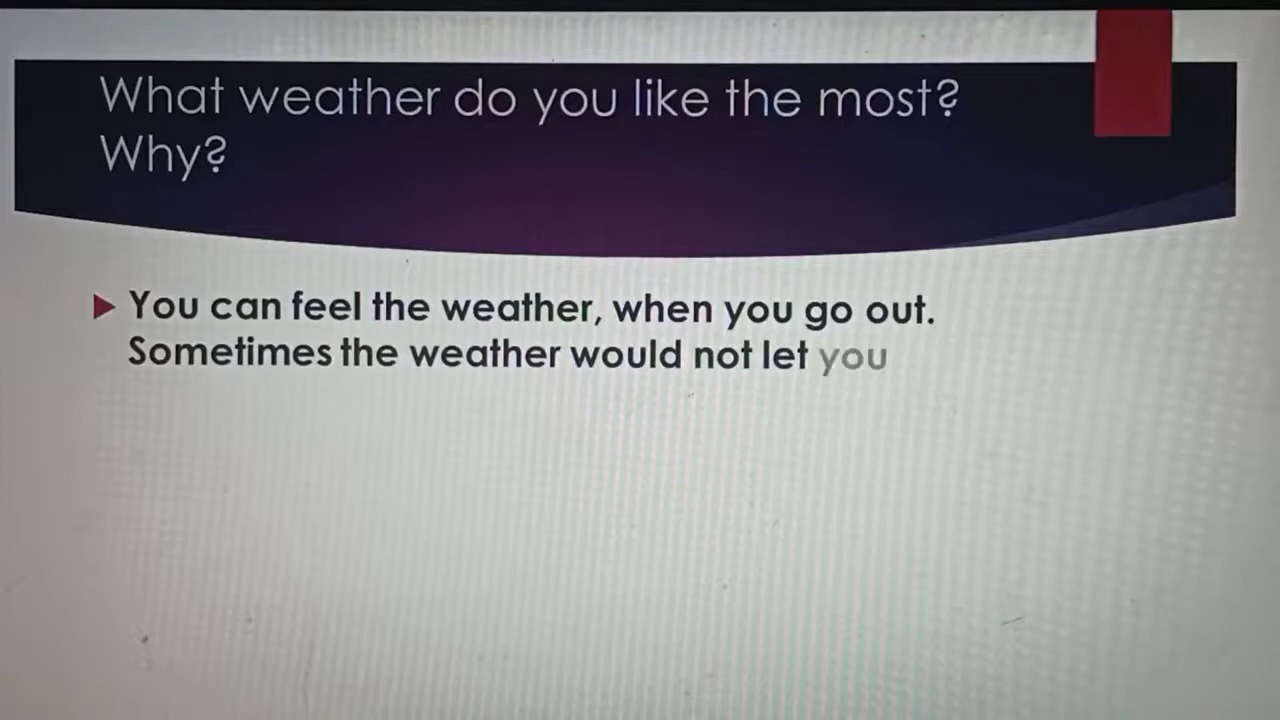 What weather do you like the most?
Why?
You can feel the weather, when you go out.
Sometimes the weather would not let you